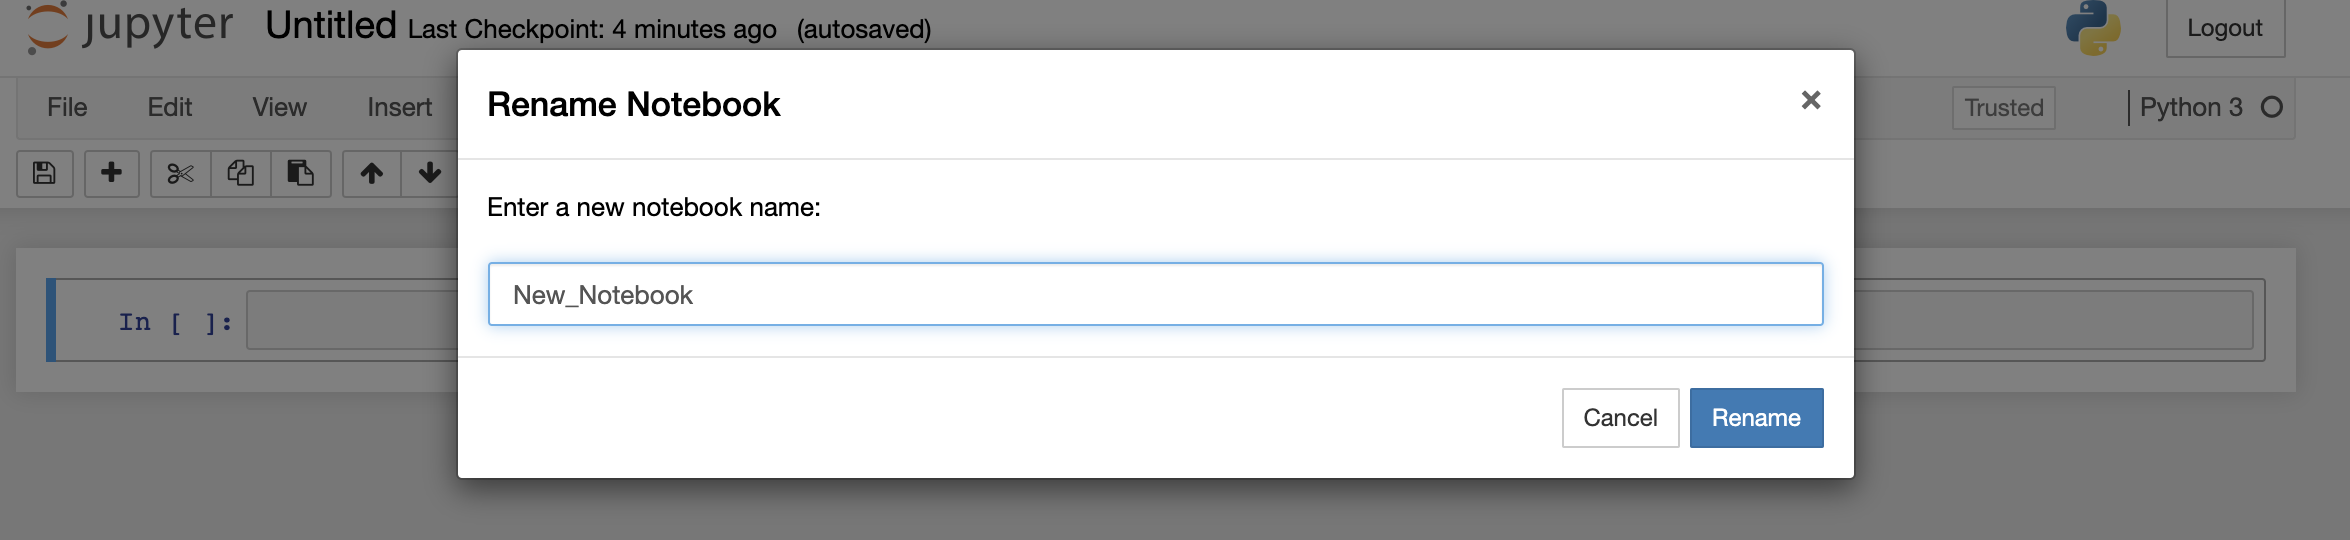 jupyter Untitled Last Checkpoint: 4 minutes ago (autosaved) Logout
File Edit View Insert Trusted Python 3
Rename Notebook
Enter a new notebook name:
New_Notebook
In [ ]:
Cancel Rename